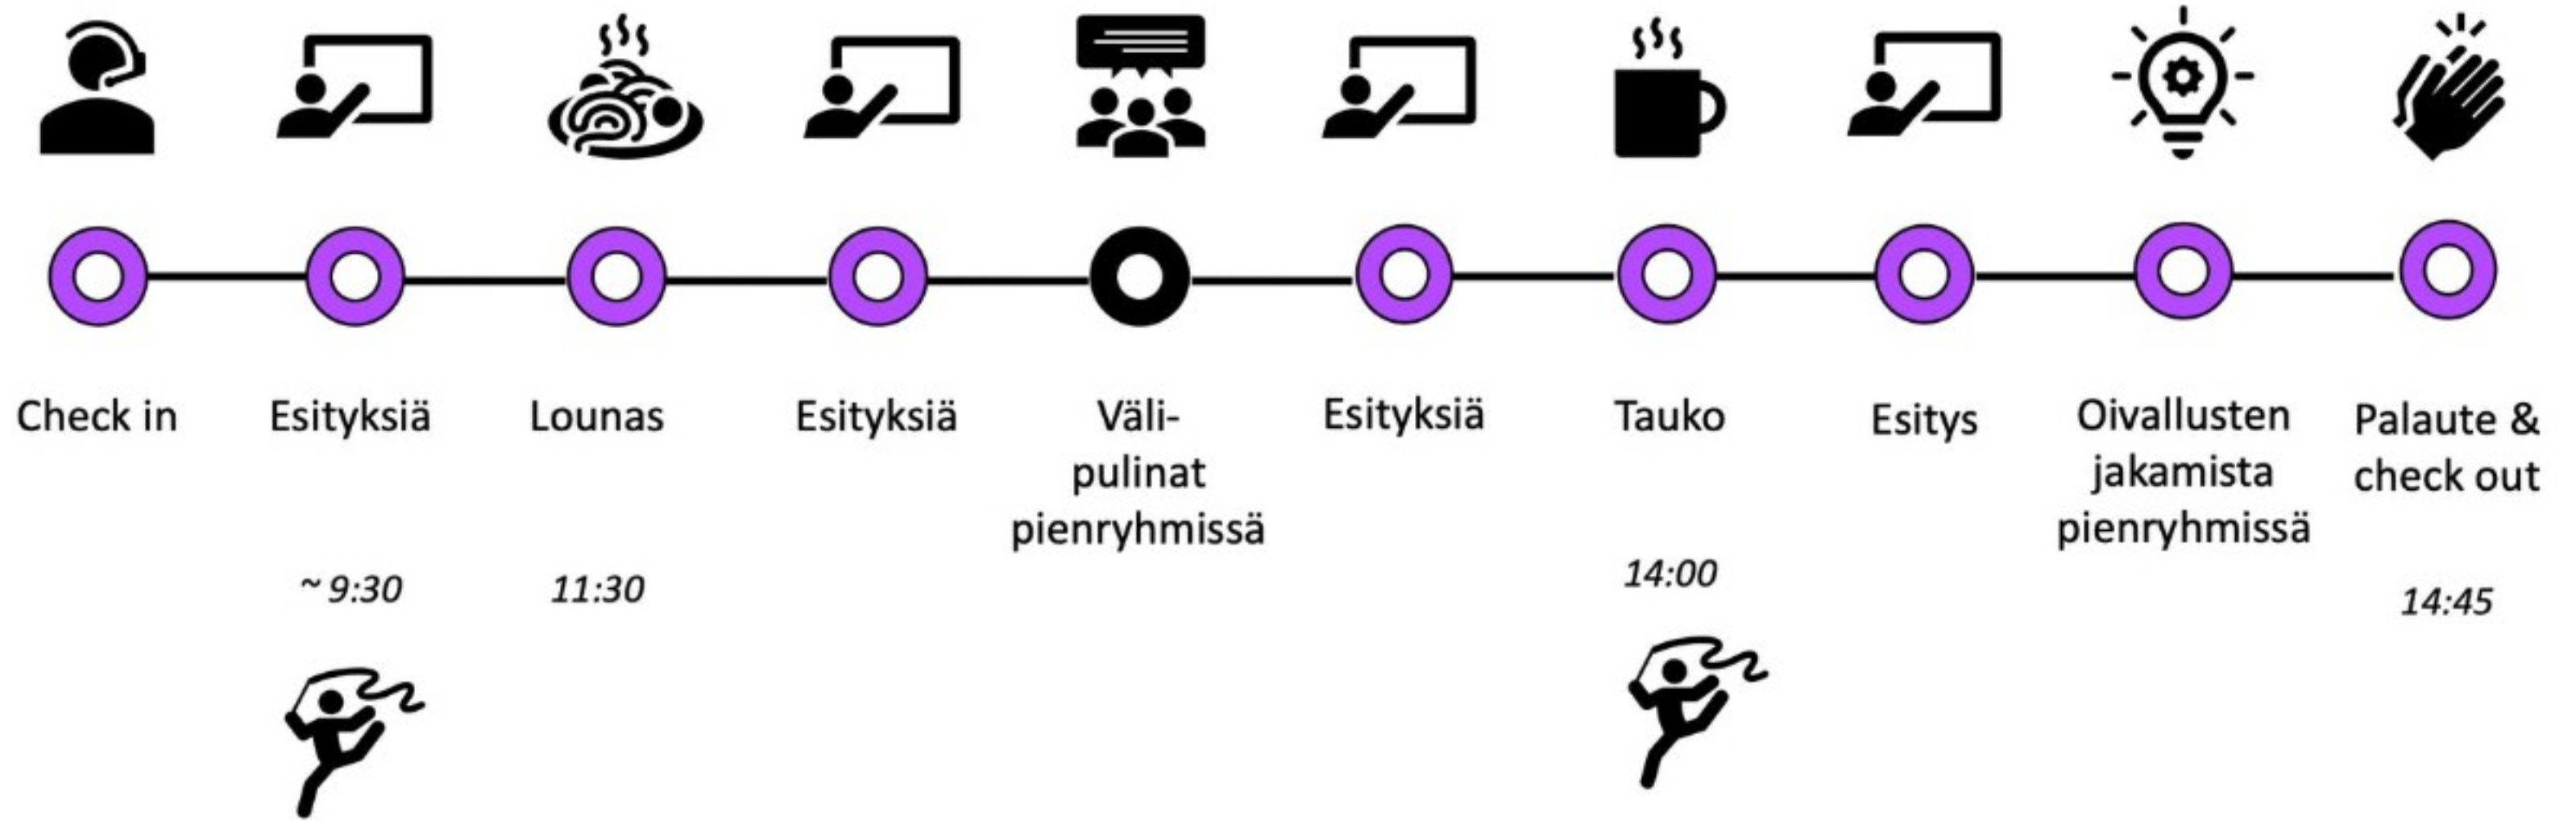 Check in
Esityksiä
Lounas
Esityksiä
Väli-
pulinat
pienryhmissä
Esityksiä
Tauko
Esitys
Oivallusten
jakamista
pienryhmissä
Palaute &
check out
~ 9:30
11:30
14:00
14:45